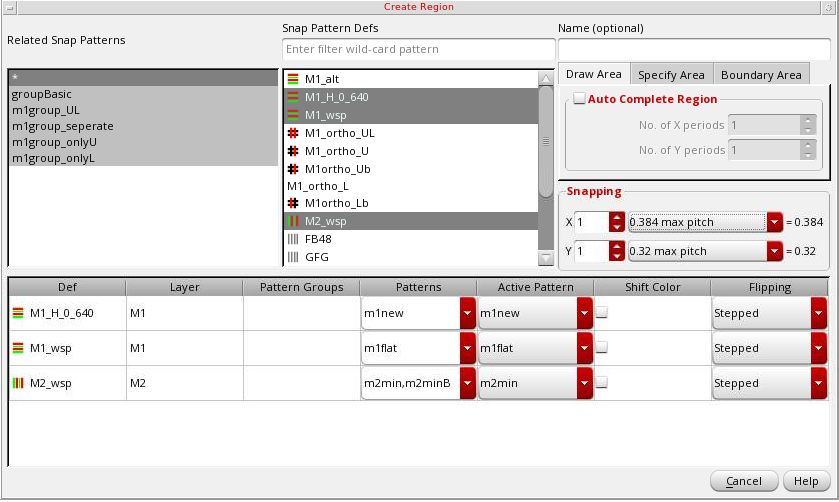 Create Region
Related Snap Patterns
*
groupBasic
m1group_UL
m1group_seperate
m1group_onlyU
m1group_onlyL
Snap Pattern Defs
Enter filter wild-card pattern
M1_alt
M1_H_0_640
M1_wsp
M1_ortho_UL
M1_ortho_U
M1ortho_Ub
M1_ortho_L
M1ortho_Lb
M2_wsp
FB48
GFG
Name (optional)
Draw Area Specify Area Boundary Area
Auto Complete Region
No. of X periods 1
No. of Y periods 1
Snapping
X 1 0.384 max pitch = 0.384
Y 1 0.32 max pitch = 0.32
Def Layer Pattern Groups Patterns Active Pattern Shift Color Flipping
M1_H_0_640 M1 m1new m1new Stepped
M1_wsp M1 m1flat m1flat Stepped
M2_wsp M2 m2min,m2minB m2min Stepped
Cancel Help